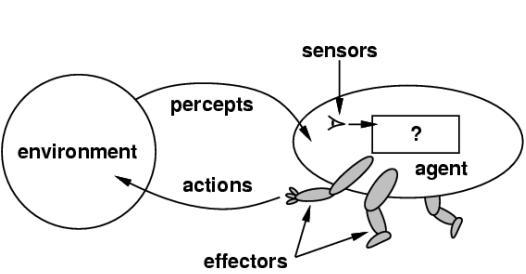 sensors
percepts
?
environment
agent
actions
effectors